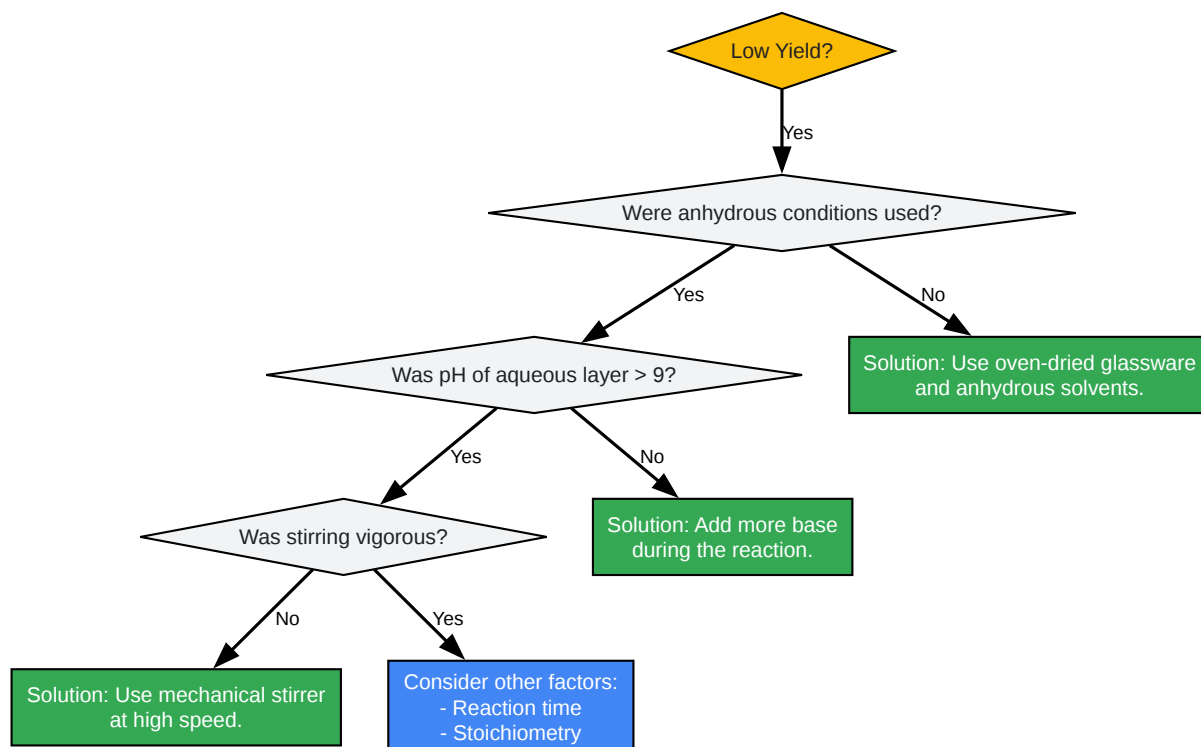 Low Yield?
Yes
Were anhydrous conditions used?
Yes
No
Was pH of aqueous layer > 9?
Solution: Use oven-dried glassware
and anhydrous solvents.
Yes
No
Was stirring vigorous?
Solution: Add more base
during the reaction.
No
Yes
Solution: Use mechanical stirrer
at high speed.
Consider other factors:
- Reaction time
- Stoichiometry